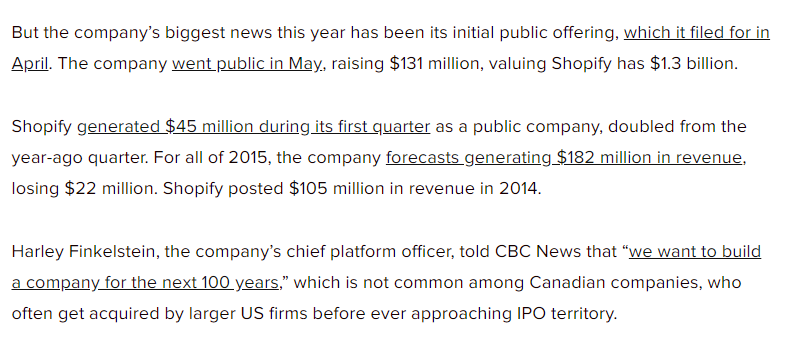 But the company’s biggest news this year has been its initial public offering, which it filed for in
April. The company went public in May, raising $131 million, valuing Shopify has $1.3 billion.
Shopify generated $45 million during its first quarter as a public company, doubled from the
year-ago quarter. For all of 2015, the company forecasts generating $182 million in revenue,
losing $22 million. Shopify posted $105 million in revenue in 2014.
Harley Finkelstein, the company’s chief platform officer, told CBC News that “we want to build
a company for the next 100 years,” which is not common among Canadian companies, who
often get acquired by larger US firms before ever approaching IPO territory.